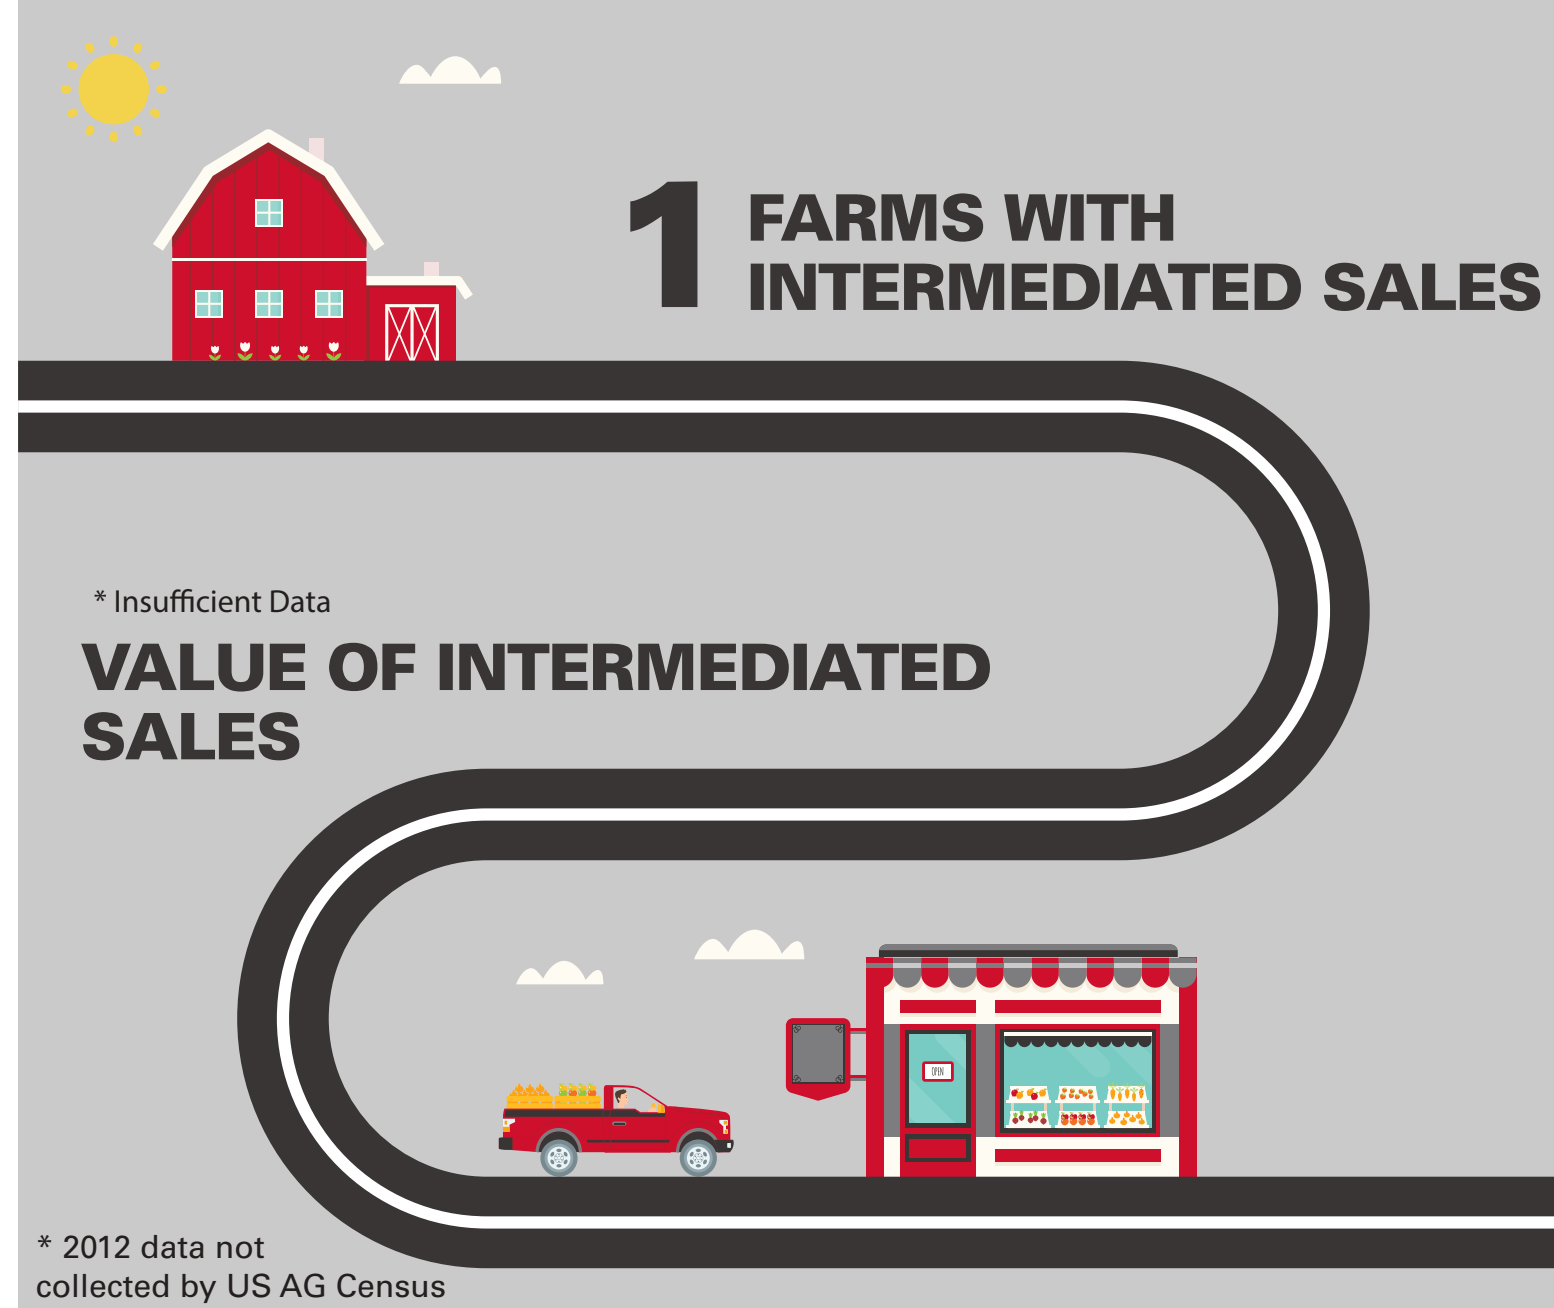 1 FARMS WITH
INTERMEDIATED SALES
* Insufficient Data
VALUE OF INTERMEDIATED
SALES
OPEN
* 2012 data not
collected by US AG Census